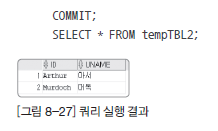 COMMIT;
SELECT * FROM tempTBL2;
ID UNAME
1 Arthur 아서
2 Murdoch 머독
[그림 8-27] 쿼리 실행 결과